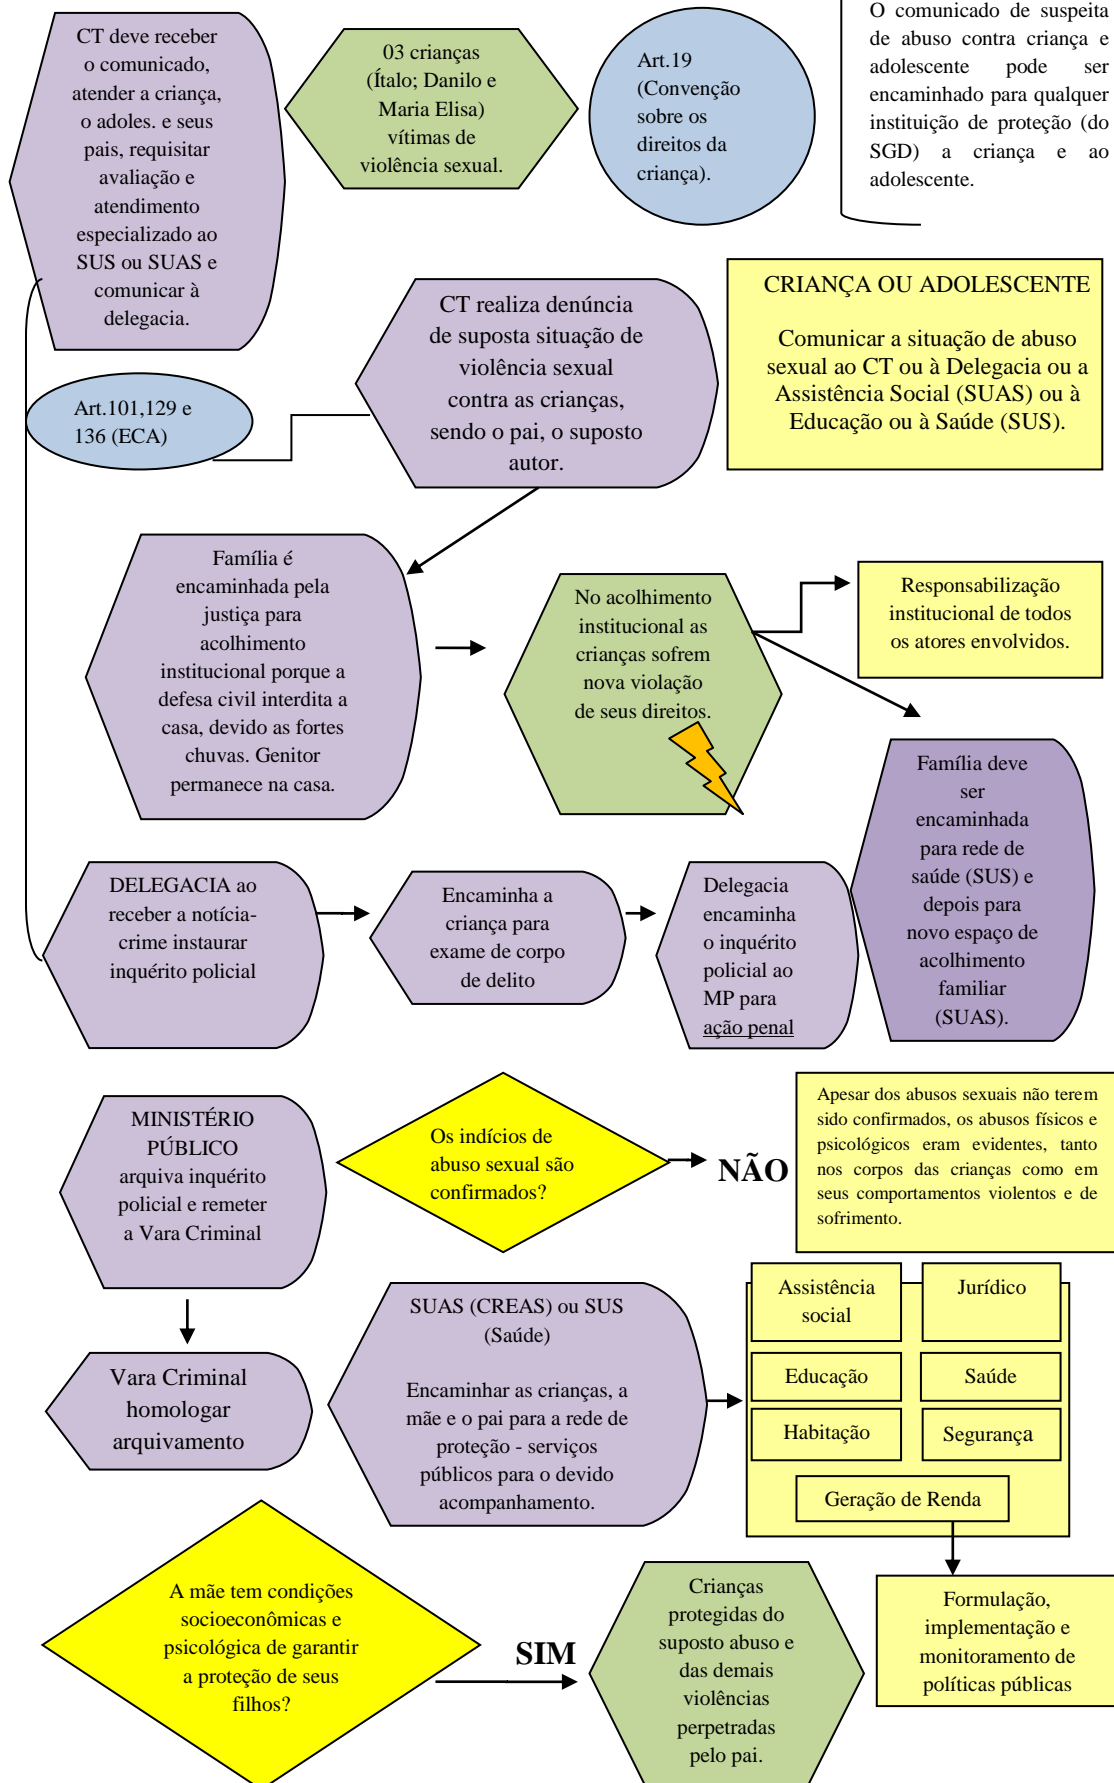 CT deve receber
o comunicado,
atender a criança,
o adoles. e seus
pais, requisitar
avaliação e
atendimento
especializado ao
SUS ou SUAS e
comunicar à
delegacia.
03 crianças
(Ítalo; Danilo e
Maria Elisa)
vítimas de
violência sexual.
Art.19
(Convenção
sobre os
direitos da
criança).
O comunicado de suspeita
de abuso contra criança e
adolescente pode ser
encaminhado para qualquer
instituição de proteção (do
SGD) a criança e ao
adolescente.
Art.101,129 e
136 (ECA)
CT realiza denúncia
de suposta situação de
violência sexual
contra as crianças,
sendo o pai, o suposto
autor.
CRIANÇA OU ADOLESCENTE
Comunicar a situação de abuso
sexual ao CT ou à Delegacia ou a
Assistência Social (SUAS) ou à
Educação ou à Saúde (SUS).
Família é
encaminhada pela
justiça para
acolhimento
institucional porque a
defesa civil interdita a
casa, devido as fortes
chuvas. Genitor
permanece na casa.
No acolhimento
institucional as
crianças sofrem
nova violação
de seus direitos.
Responsabilização
institucional de todos
os atores envolvidos.
Família deve
ser
encaminhada
para rede de
saúde (SUS) e
depois para
novo espaço de
acolhimento
familiar
(SUAS).
DELEGACIA ao
receber a notícia-
crime instaurar
inquérito policial
Encaminha a
criança para
exame de corpo
de delito
Delegacia
encaminha
o inquérito
policial ao
MP para
ação penal
MINISTÉRIO
PÚBLICO
arquiva inquérito
policial e remeter
a Vara Criminal
Os indícios de
abuso sexual são
confirmados?
NÃO
Apesar dos abusos sexuais não terem
sido confirmados, os abusos físicos e
psicológicos eram evidentes, tanto
nos corpos das crianças como em
seus comportamentos violentos e de
sofrimento.
Vara Criminal
homologar
arquivamento
SUAS (CREAS) ou SUS
(Saúde)
Encaminhar as crianças, a
mãe e o pai para a rede de
proteção - serviços
públicos para o devido
acompanhamento.
Assistência
social
Jurídico
Educação
Saúde
Habitação
Segurança
Geração de Renda
A mãe tem condições
socioeconômicas e
psicológica de garantir
a proteção de seus
filhos?
SIM
Crianças
protegidas do
suposto abuso e
das demais
violências
perpetradas
pelo pai.
Formulação,
implementação e
monitoramento de
políticas públicas